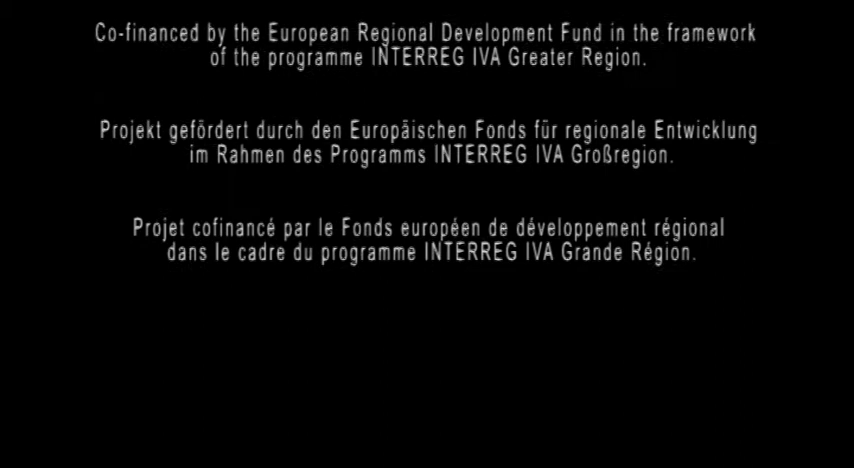 Co-financed by the European Regional Development Fund in the framework
of the programme INTERREG IVA Greater Region.
Projekt gefördert durch den Europäischen Fonds für regionale Entwicklung
im Rahmen des Programms INTERREG IVA Großregion.
Projet cofinancé par le Fonds européen de développement régional
dans le cadre du programme INTERREG IVA Grande Région.